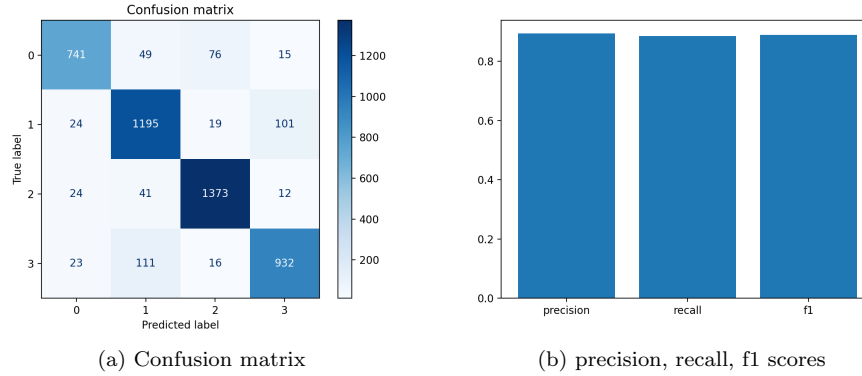 Confusion matrix
0 741 49 76 15
1 24 1195 19 101
2 24 41 1373 12
3 23 111 16 932
0 1 2 3
Predicted label
True label
1200
1000
800
600
400
200
0.8
0.6
0.4
0.2
0.0
precision recall f1
(a) Confusion matrix
(b) precision, recall, f1 scores